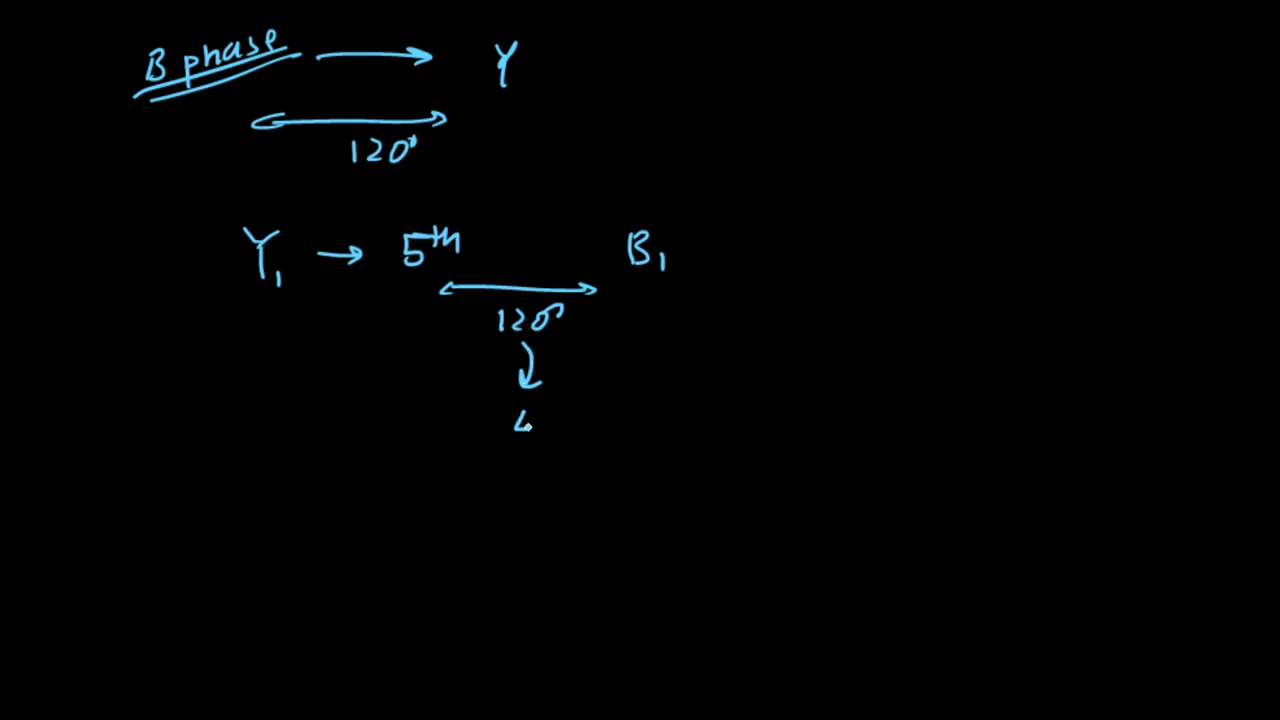 B phase → Y
120°
Y₁ → 5th B₁
120°